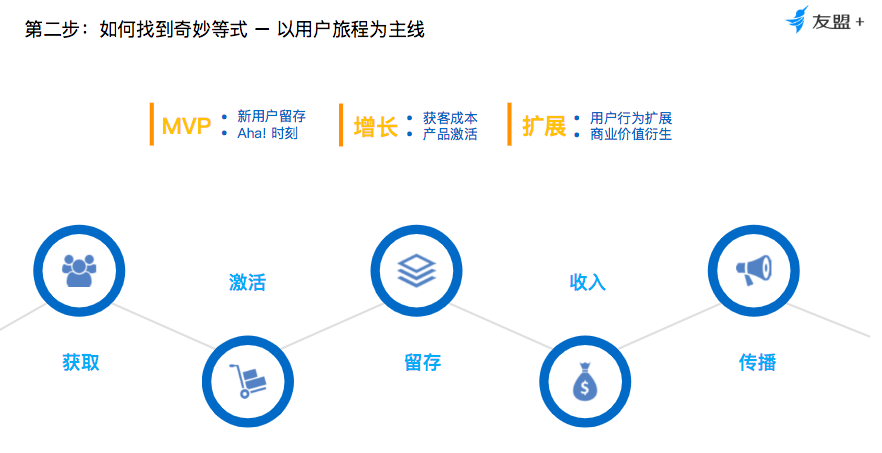 第二步：如何找到奇妙等式 — 以用户旅程为主线
友盟+
MVP
• 新用户留存
• Aha! 时刻
增长
• 获客成本
• 产品激活
扩展
• 用户行为扩展
• 商业价值衍生
激活
收入
获取
留存
传播
$